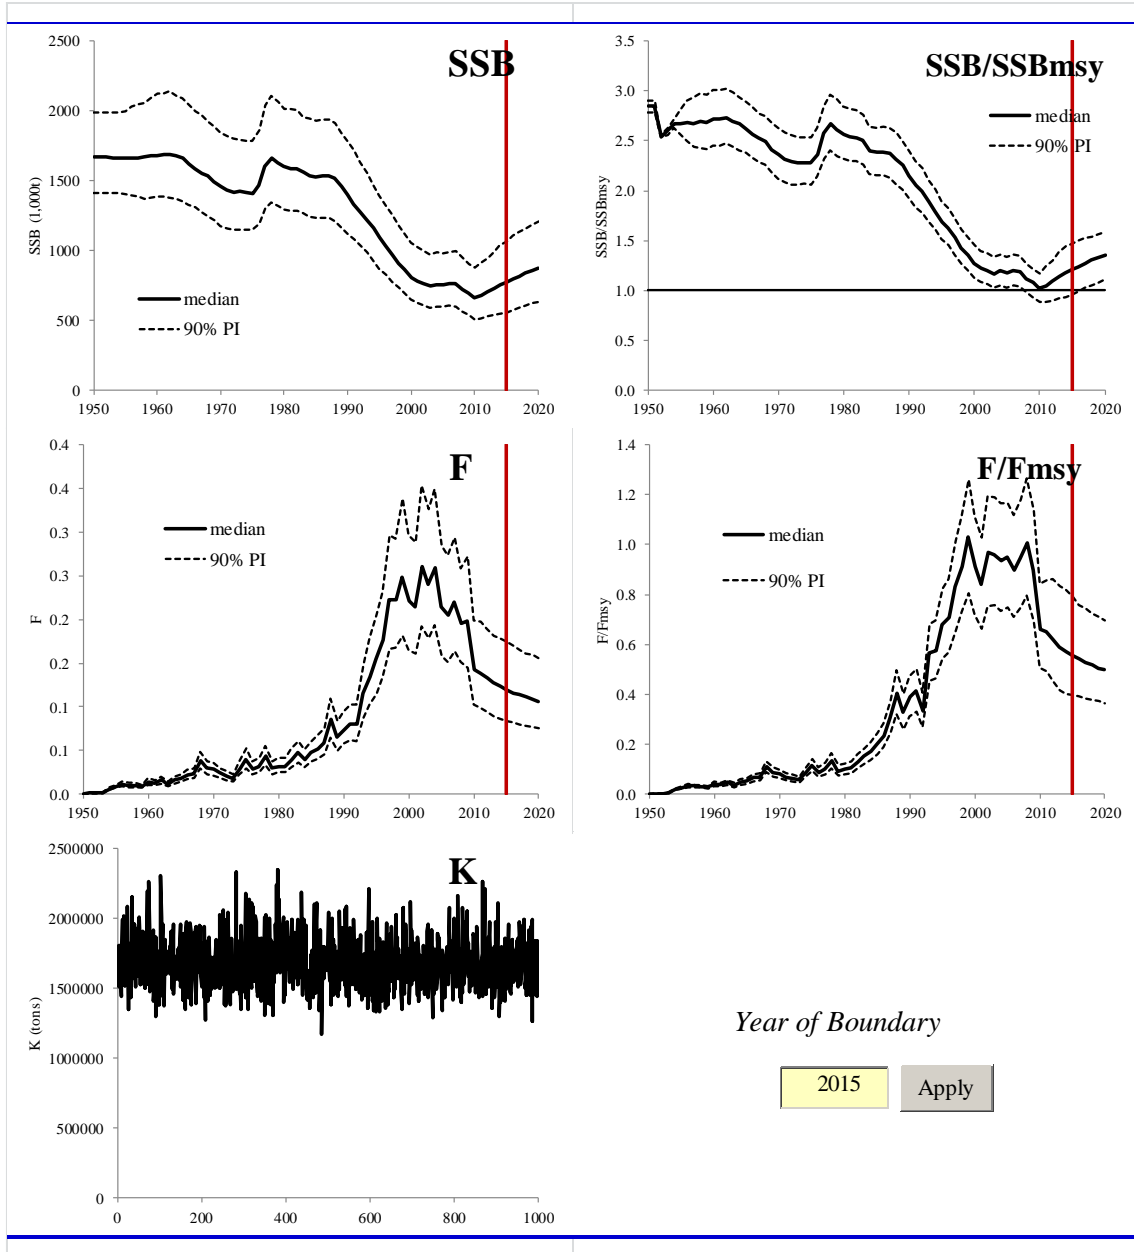 SSB
2500
2000
1500
1000
500
0
SSB (1,000t)
median
90% PI
1950 1960 1970 1980 1990 2000 2010 2020
SSB/SSBmsy
3.5
3.0
2.5
2.0
1.5
1.0
0.5
0.0
SSB/SSBmsy
median
90% PI
1950 1960 1970 1980 1990 2000 2010 2020
F
0.4
0.4
0.3
0.3
0.2
0.2
0.1
0.1
0.0
F
median
90% PI
1950 1960 1970 1980 1990 2000 2010 2020
F/Fmsy
1.4
1.2
1.0
0.8
0.6
0.4
0.2
0.0
F/Fmsy
median
90% PI
1950 1960 1970 1980 1990 2000 2010 2020
K
2500000
2000000
1500000
1000000
500000
0
K (tons)
0 200 400 600 800 1000
Year of Boundary
2015 Apply